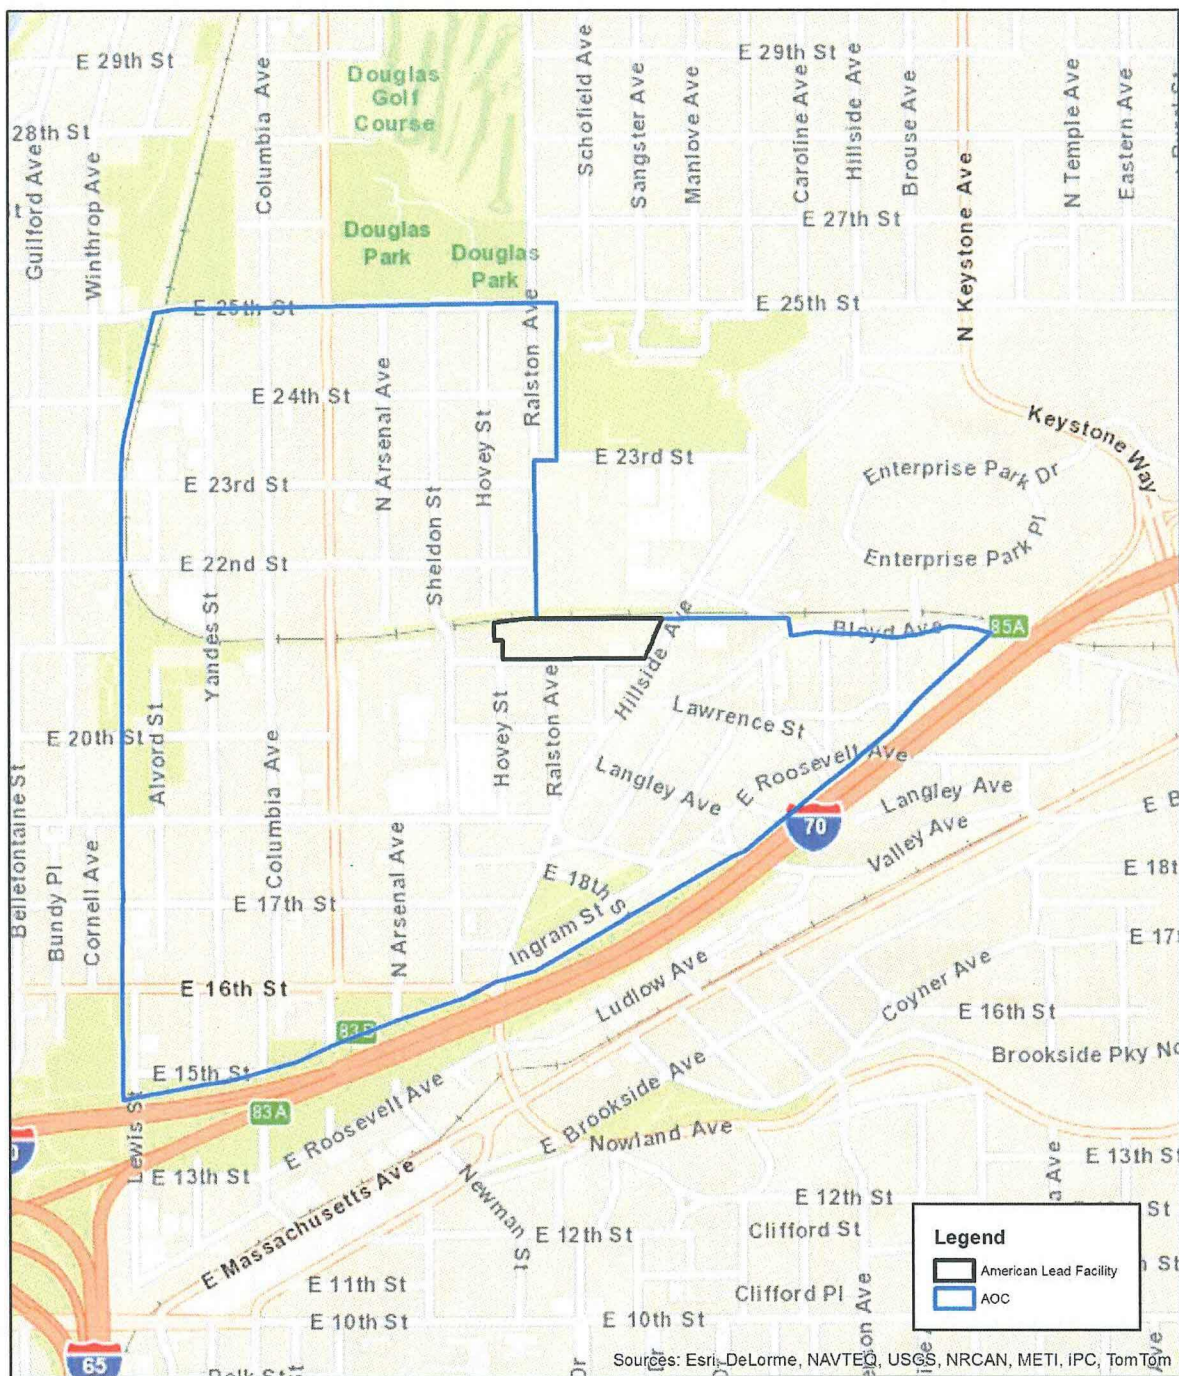 E 29th St
Columbia Ave
Douglas
Golf
Course
Schofield Ave
Sangster Ave
Manlove Ave
E 29th St
Caroline Ave
Hillside Ave
Brouse Ave
N Keystone Ave
N Temple Ave
Eastern Ave
28th St
Guilford Ave
Winthrop Ave
E 27th St
Douglas
Park
Douglas
Park
E 25th St
E 25th St
Ralston Ave
N Arsenal Ave
E 24th St
Hovey St
Keystone Way
E 23rd St
E 23rd St
Enterprise Park Dr
Sheldon St
E 22nd St
Enterprise Park Pl
Yandes St
Hillside Ave
Bloyd Ave
85A
Hovey St
Ralston Ave
Lawrence St
E 20th St
Alvord St
Columbia Ave
Langley Ave
E Roosevelt Ave
Langley Ave
70
Valley Ave
Bellefontaine St
Bundy Pl
Cornell Ave
N Arsenal Ave
E 18th S
E 18t
E 17th St
Ingram St
E 17
E 16th St
Ludlow Ave
Coyner Ave
E 16th St
83B
Brookside Pky No
E 15th St
83A
Lewis St
E Roosevelt Ave
E Brookside Ave
Nowland Ave
E 13th St
E 13th St
E Massachusetts Ave
Newman St
E 12th St
E 12th St
Clifford St
E 11th St
Clifford Pl
E 10th St
E 10th St
65
Legend
American Lead Facility
AOC
Sources: Esri, DeLorme, NAVTEQ, USGS, NRCAN, METI, iPC, TomTom